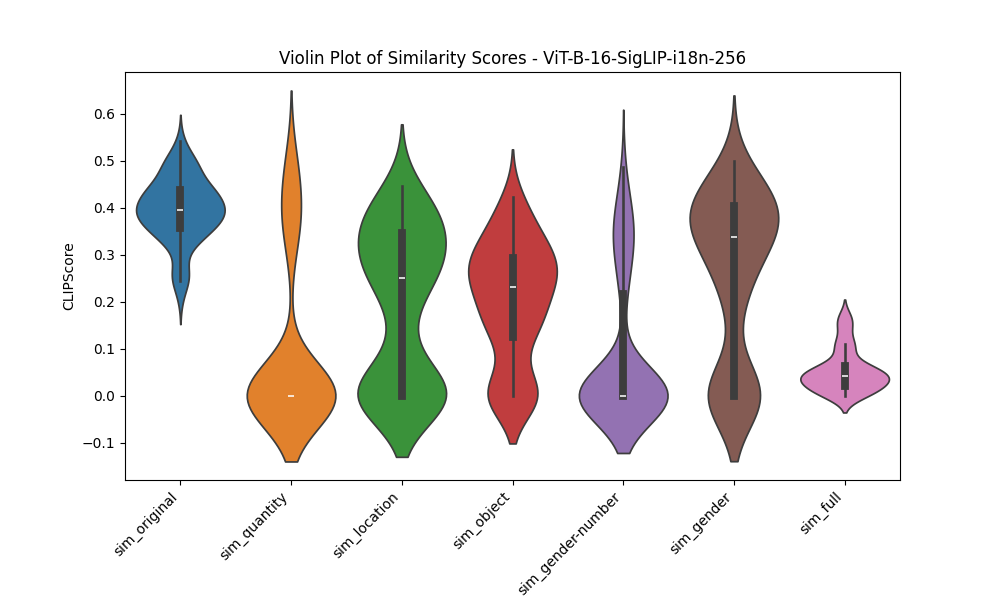 Violin Plot of Similarity Scores - ViT-B-16-SigLIP-i18n-256
CLIPScore
0.6
0.5
0.4
0.3
0.2
0.1
0.0
−0.1
sim_original
sim_quantity
sim_location
sim_object
sim_gender-number
sim_gender
sim_full